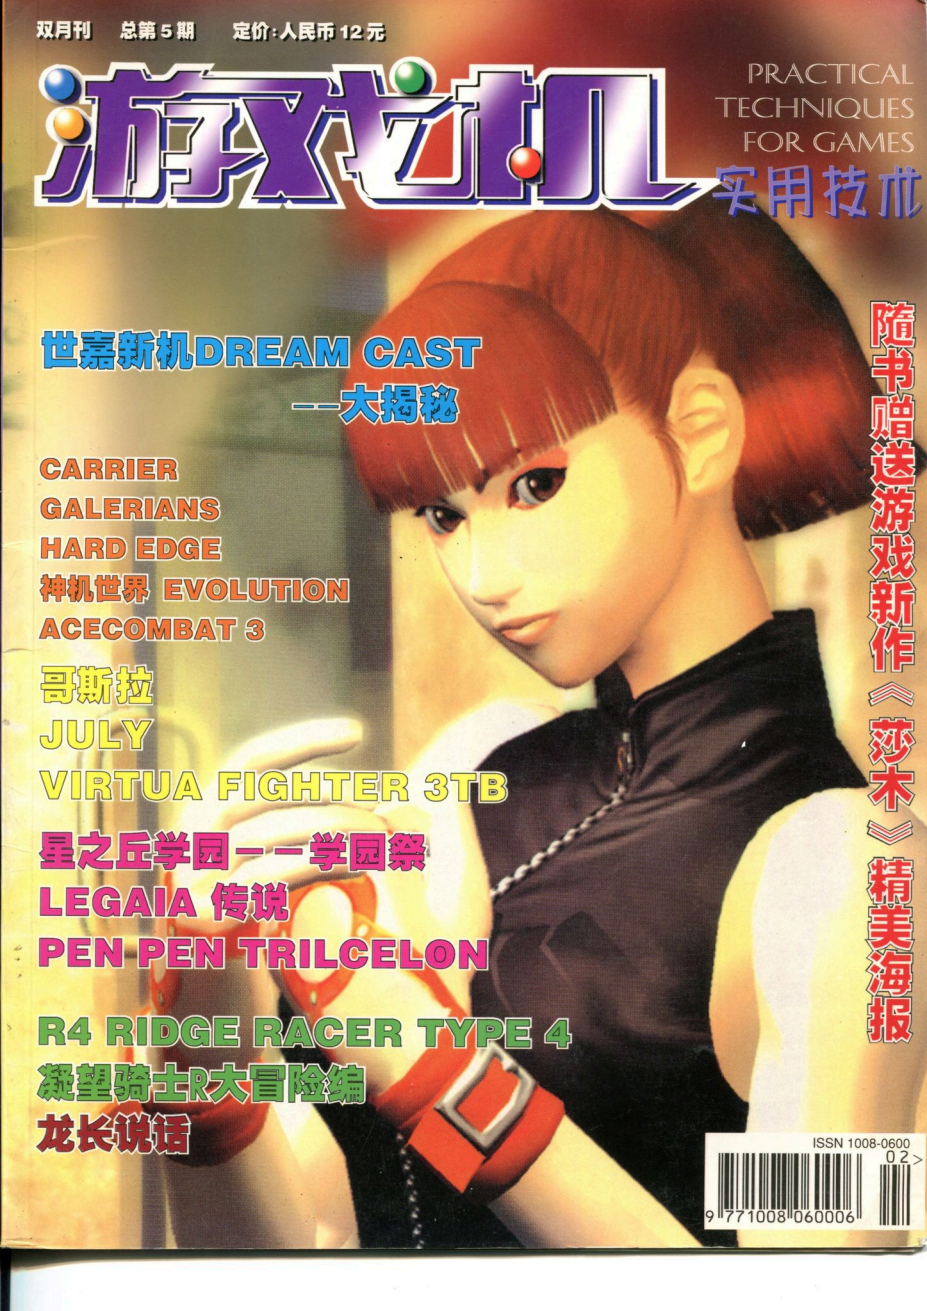 双月刊 总第5期 定价:人民币12元
游戏机
PRACTICAL
TECHNIQUES
FOR GAMES
实用技术
世嘉新机DREAM CAST
——大揭秘
CARRIER
GALERIANS
HARD EDGE
神机世界 EVOLUTION
ACECOMBAT 3
哥斯拉
JULY
VIRTUA FIGHTER 3TB
星之丘学园——学园祭
LEGAIA 传说
PEN PEN TRILCELON
R4 RIDGE RACER TYPE 4
凝望骑士R大冒险编
龙长说话
随书赠送游戏新作《莎木》精美海报
ISSN 1008-0600
02>
9 771008 060006